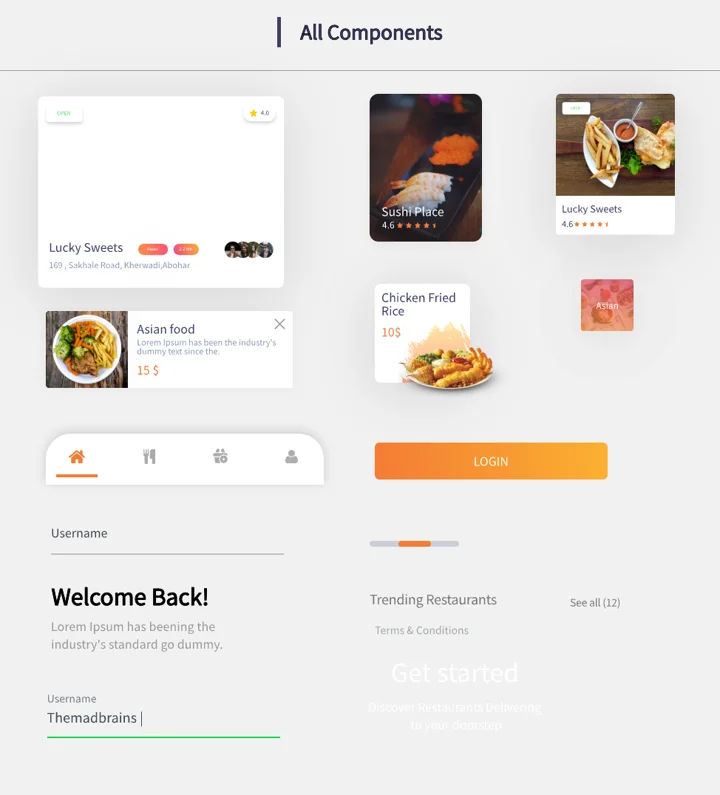 All Components
OPEN
4.6
Lucky Sweets
169 , Sakhale Road, Kherwadi,Abohar
Sushi Place
4.6
OPEN
Lucky Sweets
4.6
Asian food
Lorem Ipsum has been the industry's
dummy text since the.
15 $
Chicken Fried
Rice
10$
Asian
LOGIN
Username
Welcome Back!
Lorem Ipsum has beening the
industry's standard go dummy.
Username
Themadbrains |
Trending Restaurants
See all (12)
Terms & Conditions
Get started
Discover Restaurants Delivering
to your doorstep